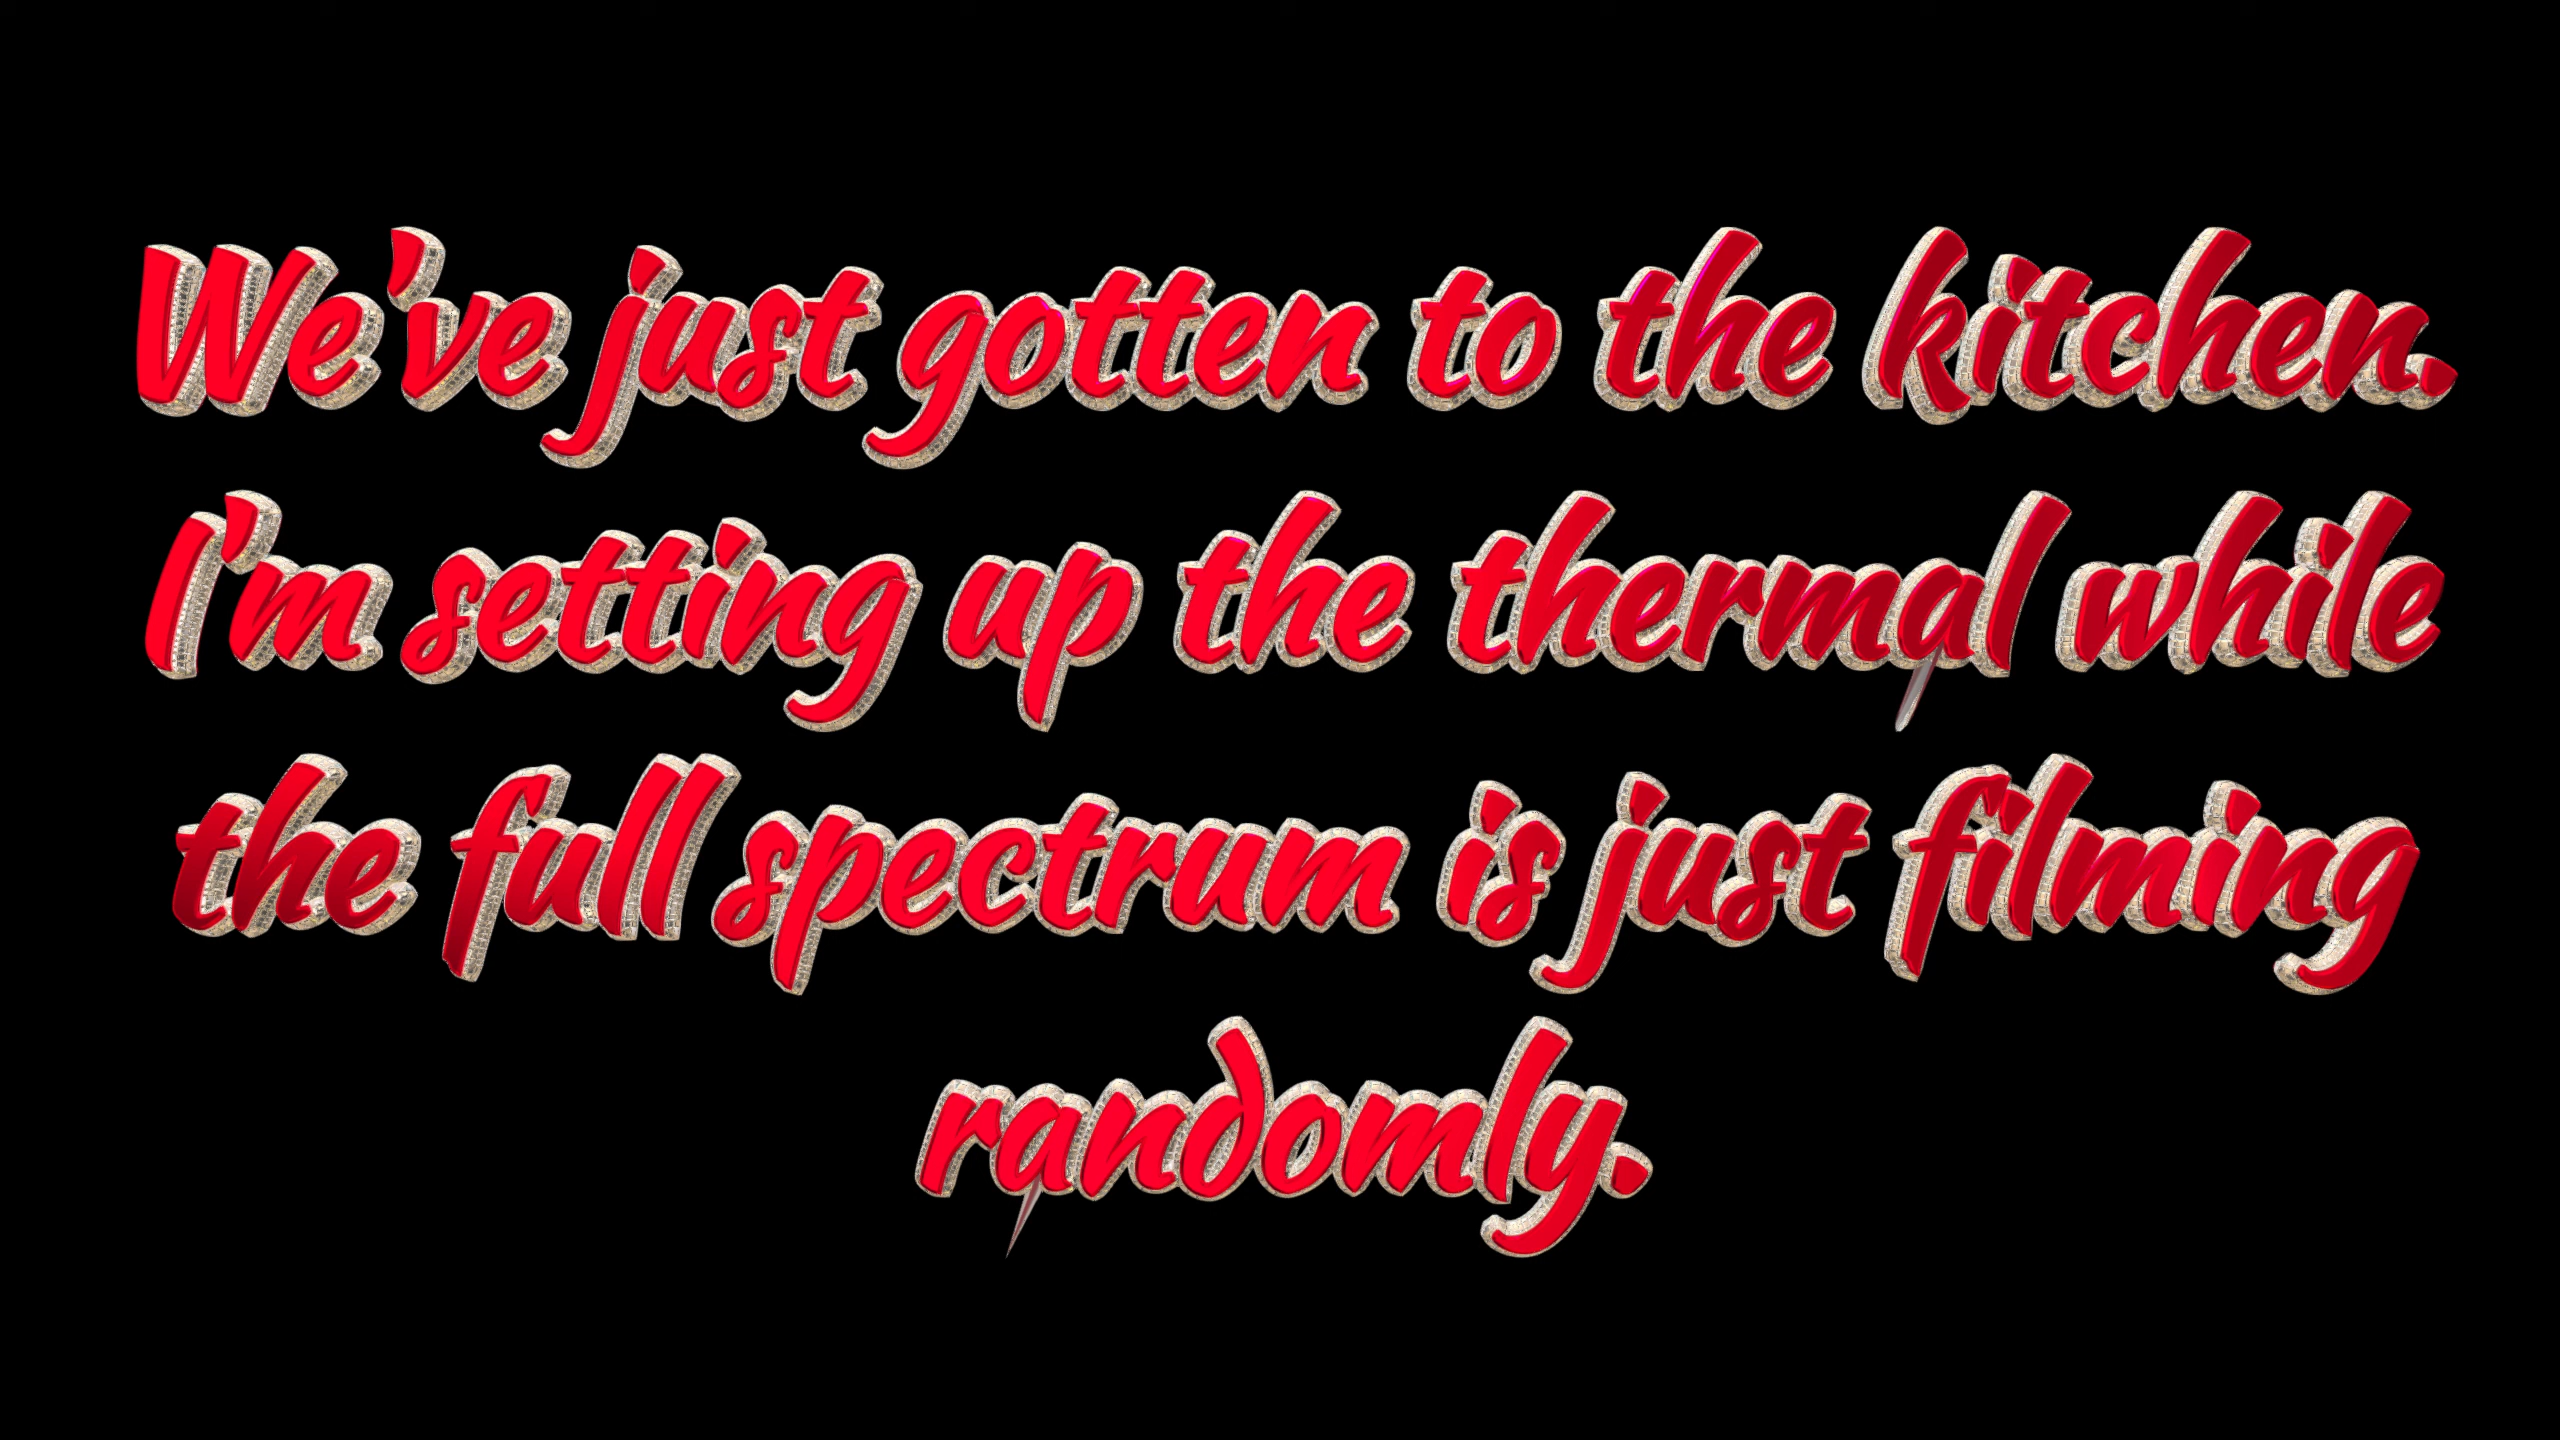 We've just gotten to the kitchen.
I'm setting up the thermal while
the full spectrum is just filming
randomly.